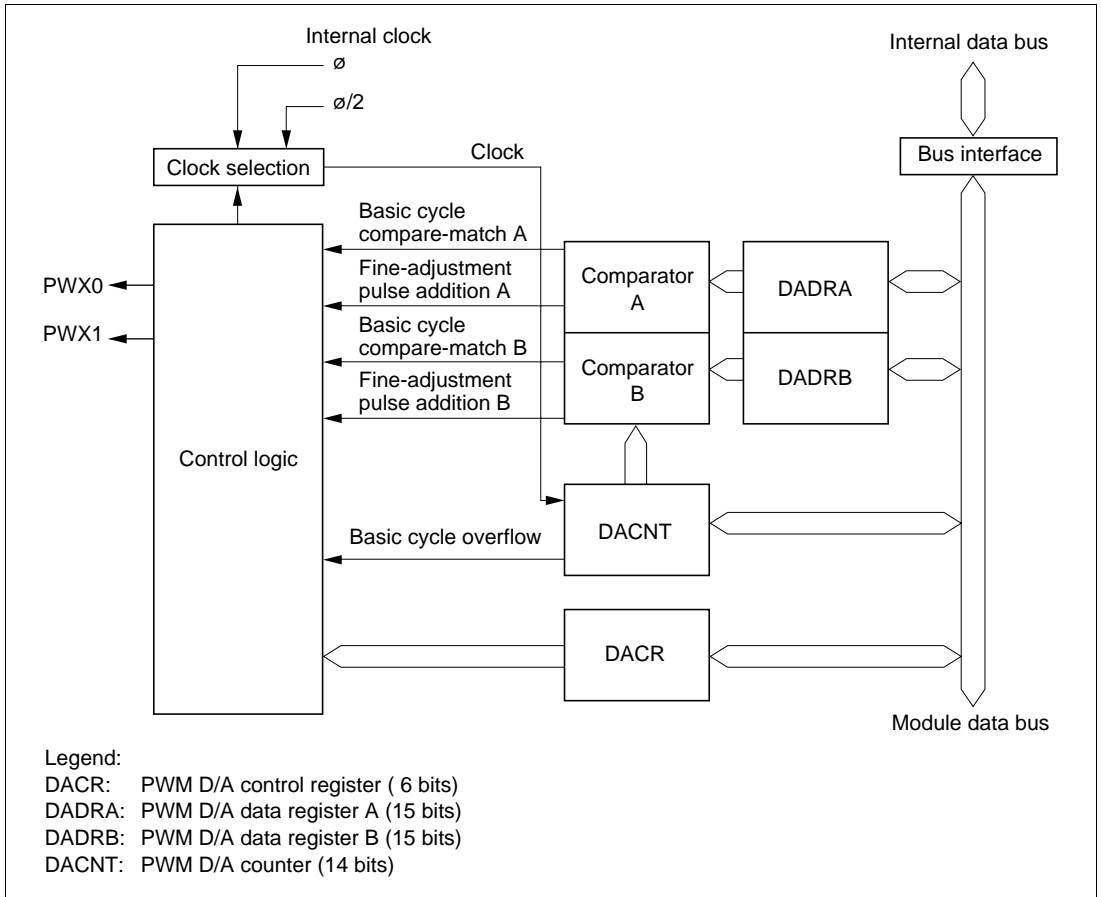 Internal clock
ø
ø/2
Internal data bus
Clock selection
Clock
Bus interface
Basic cycle
compare-match A
Fine-adjustment
pulse addition A
Basic cycle
compare-match B
Fine-adjustment
pulse addition B
PWX0
PWX1
Comparator
A
DADRA
Comparator
B
DADRB
Control logic
Basic cycle overflow
DACNT
DACR
Module data bus
Legend:
DACR: PWM D/A control register ( 6 bits)
DADRA: PWM D/A data register A (15 bits)
DADRB: PWM D/A data register B (15 bits)
DACNT: PWM D/A counter (14 bits)